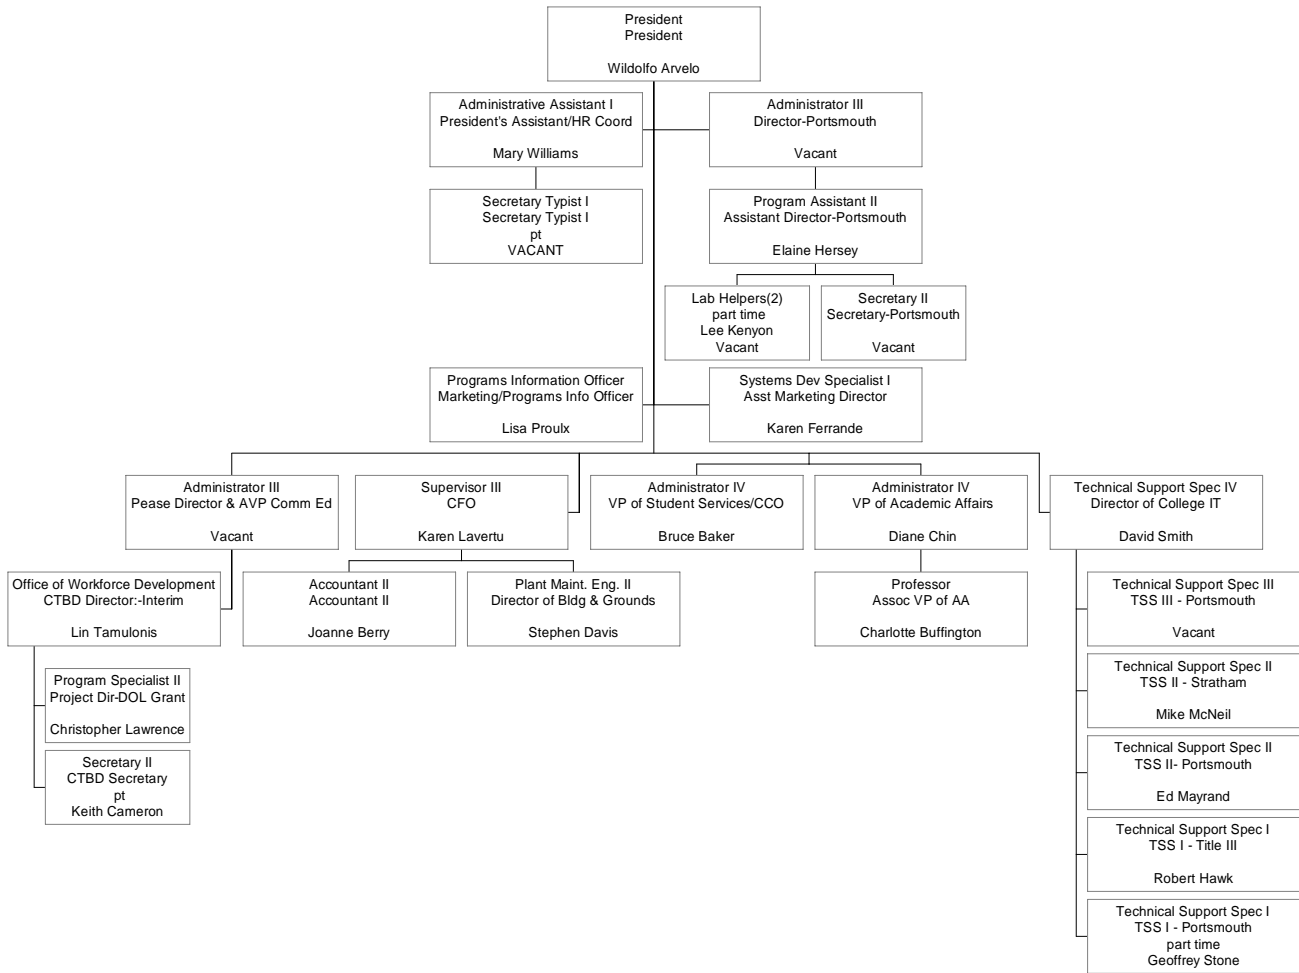 President
President
Wildolfo Arvelo
Administrative Assistant I
President's Assistant/HR Coord
Mary Williams
Administrator III
Director-Portsmouth
Vacant
Secretary Typist I
Secretary Typist I
pt
VACANT
Program Assistant II
Assistant Director-Portsmouth
Elaine Hersey
Lab Helpers(2)
part time
Lee Kenyon
Vacant
Secretary II
Secretary-Portsmouth
Vacant
Programs Information Officer
Marketing/Programs Info Officer
Lisa Proulx
Systems Dev Specialist I
Asst Marketing Director
Karen Ferrande
Administrator III
Pease Director & AVP Comm Ed
Vacant
Supervisor III
CFO
Karen Lavertu
Administrator IV
VP of Student Services/CCO
Bruce Baker
Administrator IV
VP of Academic Affairs
Diane Chin
Technical Support Spec IV
Director of College IT
David Smith
Office of Workforce Development
CTBD Director:-Interim
Lin Tamulonis
Accountant II
Accountant II
Joanne Berry
Plant Maint. Eng. II
Director of Bldg & Grounds
Stephen Davis
Professor
Assoc VP of AA
Charlotte Buffington
Technical Support Spec III
TSS III - Portsmouth
Vacant
Program Specialist II
Project Dir-DOL Grant
Christopher Lawrence
Technical Support Spec II
TSS II - Stratham
Mike McNeil
Secretary II
CTBD Secretary
pt
Keith Cameron
Technical Support Spec II
TSS II- Portsmouth
Ed Mayrand
Technical Support Spec I
TSS I - Title III
Robert Hawk
Technical Support Spec I
TSS I - Portsmouth
part time
Geoffrey Stone